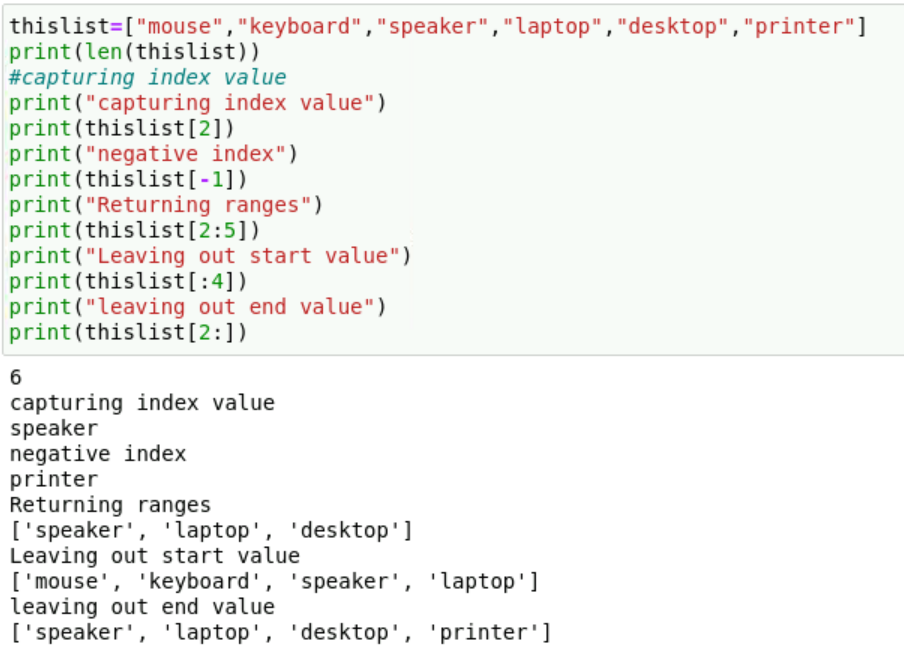 thislist=["mouse","keyboard","speaker","laptop","desktop","printer"]
print(len(thislist))
#capturing index value
print("capturing index value")
print(thislist[2])
print("negative index")
print(thislist[-1])
print("Returning ranges")
print(thislist[2:5])
print("Leaving out start value")
print(thislist[:4])
print("leaving out end value")
print(thislist[2:])
6
capturing index value
speaker
negative index
printer
Returning ranges
['speaker', 'laptop', 'desktop']
Leaving out start value
['mouse', 'keyboard', 'speaker', 'laptop']
leaving out end value
['speaker', 'laptop', 'desktop', 'printer']